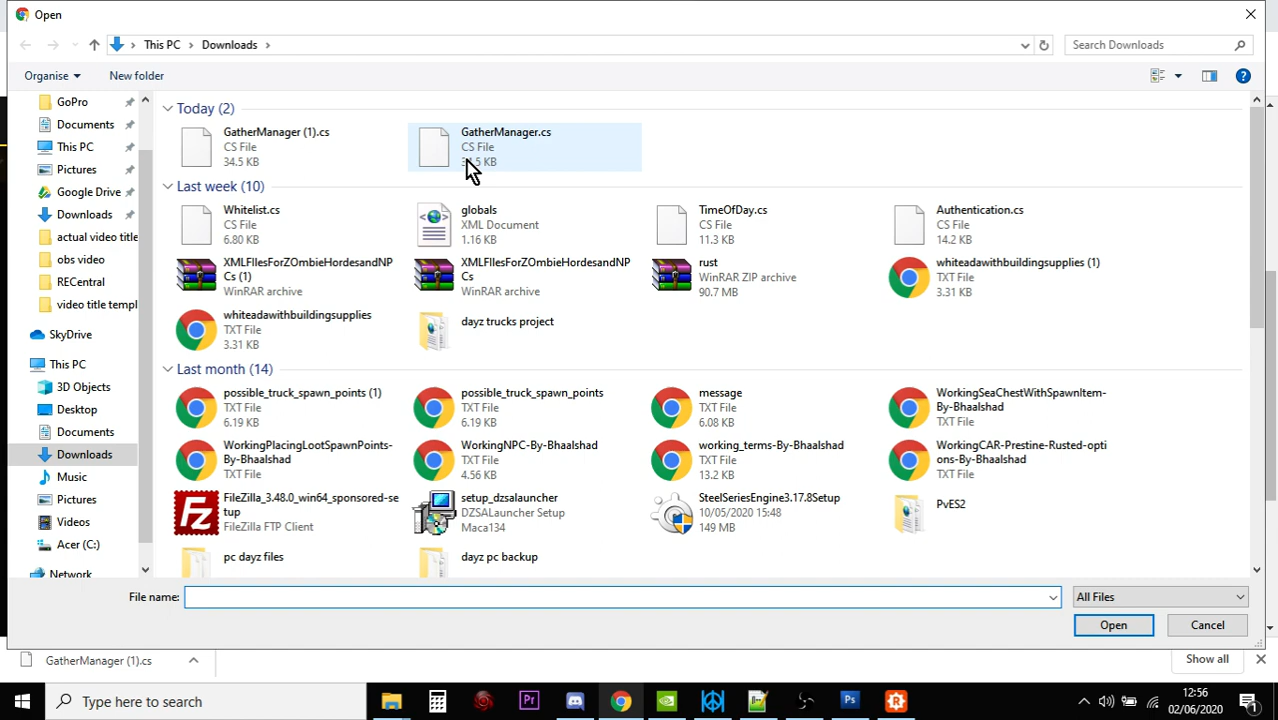 Open
This PC
Downloads
Search Downloads
Organise
New folder
GoPro
Documents
This PC
Pictures
Google Drive
Downloads
actual video title
obs video
RECentral
video title templ
SkyDrive
This PC
3D Objects
Desktop
Documents
Downloads
Music
Pictures
Videos
Acer (C:)
Network
Today (2)
GatherManager (1).cs
CS File
34.5 KB
GatherManager.cs
CS File
Last week (10)
Whitelist.cs
CS File
6.80 KB
globals
XML Document
1.16 KB
TimeOfDay.cs
CS File
11.3 KB
Authentication.cs
CS File
14.2 KB
XMLFIlesForZOmbieHordesandNP
Cs (1)
WinRAR archive
XMLFIlesForZOmbieHordesandNP
Cs
WinRAR archive
rust
WinRAR ZIP archive
90.7 MB
whiteadawithbuildingsupplies (1)
TXT File
3.31 KB
whiteadawithbuildingsupplies
TXT File
3.31 KB
dayz trucks project
Last month (14)
possible_truck_spawn_points (1)
TXT File
6.19 KB
possible_truck_spawn_points
TXT File
6.19 KB
message
TXT File
6.08 KB
WorkingSeaChestWithSpawnItem-
By-Bhaalshad
TXT File
WorkingPlacingLootSpawnPoints-
By-Bhaalshad
TXT File
WorkingNPC-By-Bhaalshad
TXT File
4.56 KB
working_terms-By-Bhaalshad
TXT File
13.2 KB
WorkingCAR-Prestine-Rusted-opti
ons-By-Bhaalshad
TXT File
FileZilla_3.48.0_win64_sponsored-se
tup
FileZilla FTP Client
setup_dzsalauncher
DZSALauncher Setup
Maca134
SteelSeriesEngine3.17.8Setup
10/05/2020 15:48
149 MB
PvES2
pc dayz files
dayz pc backup
File name:
All Files
Open
Cancel
GatherManager (1).cs
Show all
Type here to search
Pr
Ps
12:56
02/06/2020
1